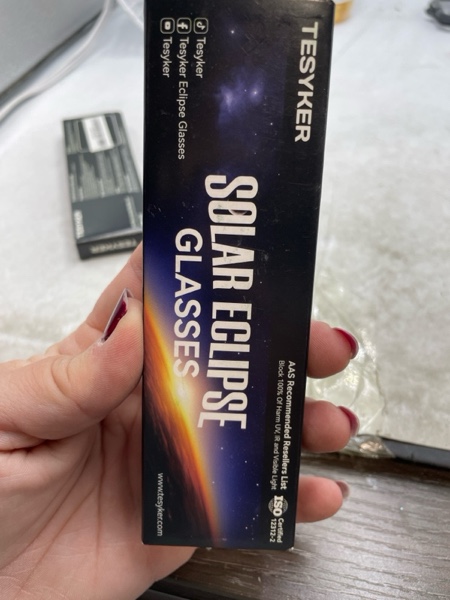 TESYKER
Tesyker
Tesyker Eclipse Glasses
Tesyker
SOLAR ECLIPSE
GLASSES
AAS Recommended Resellers List
Block 100% Of Harm UV, IR and Visible Light
ISO Certified
12312-2
www.tesyker.com
TESYKER